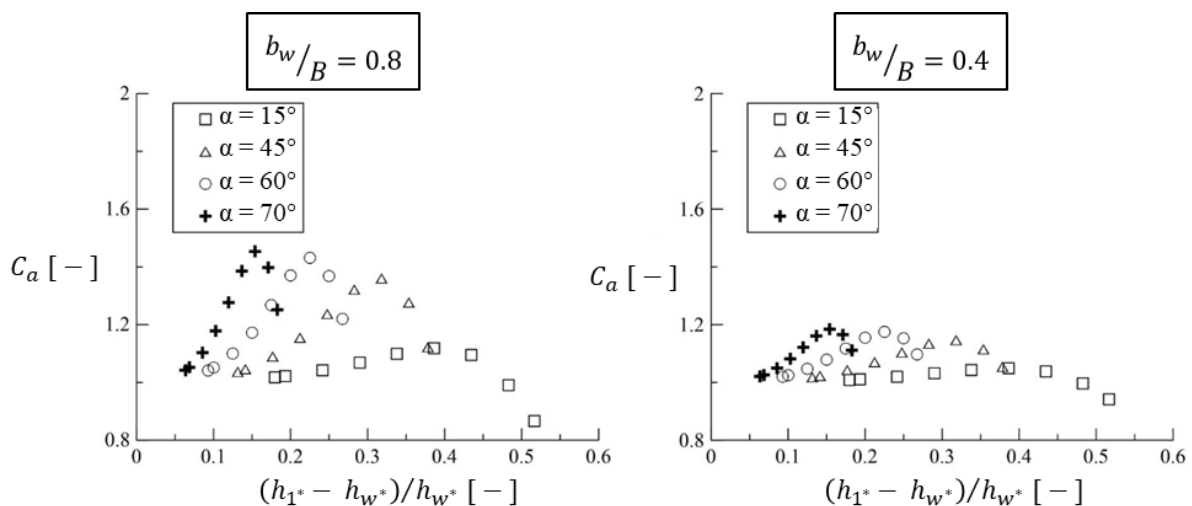 b_w/B = 0.8
2
α = 15°
α = 45°
α = 60°
α = 70°
1.6
C_a [ − ]
1.2
0.8
0 0.1 0.2 0.3 0.4 0.5 0.6
(h_1* − h_w*)/h_w* [ − ]
b_w/B = 0.4
2
α = 15°
α = 45°
α = 60°
α = 70°
1.6
C_a [ − ]
1.2
0.8
0 0.1 0.2 0.3 0.4 0.5 0.6
(h_1* − h_w*)/h_w* [ − ]